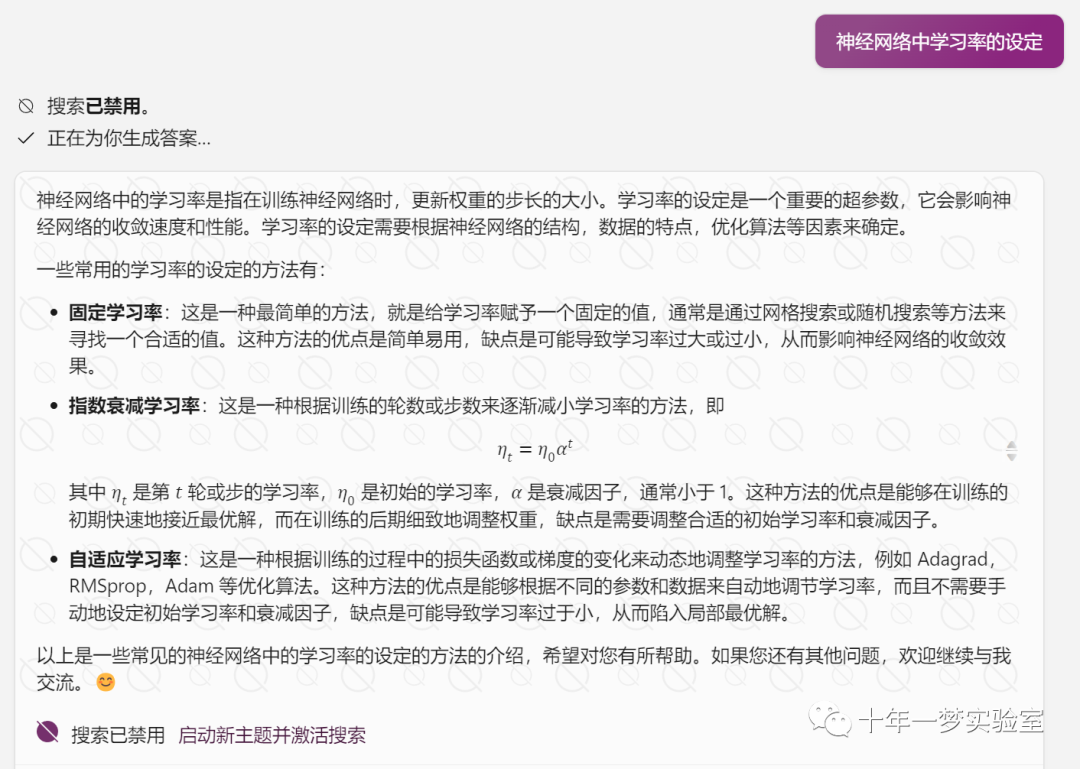 神经网络中学习率的设定
搜索已禁用。
正在为你生成答案...
神经网络中的学习率是指在训练神经网络时，更新权重的步长的大小。学习率的设定是一个重要的超参数，它会影响神
经网络的收敛速度和性能。学习率的设定需要根据神经网络的结构，数据的特点，优化算法等因素来确定。
一些常用的学习率的设定的方法有：
• 固定学习率：这是一种最简单的方法，就是给学习率赋予一个固定的值，通常是通过网格搜索或随机搜索等方法来
寻找一个合适的值。这种方法的优点是简单易用，缺点是可能导致学习率过大或过小，从而影响神经网络的收敛效
果。
• 指数衰减学习率：这是一种根据训练的轮数或步数来逐渐减小学习率的方法，即
ηₜ = η₀αᵗ
其中 ηₜ 是第 t 轮或步的学习率，η₀ 是初始的学习率，α 是衰减因子，通常小于 1。这种方法的优点是能够在训练的
初期快速地接近最优解，而在训练的后期细致地调整权重，缺点是需要调整合适的初始学习率和衰减因子。
• 自适应学习率：这是一种根据训练的过程中的损失函数或梯度的变化来动态地调整学习率的方法，例如 Adagrad，
RMSprop，Adam 等优化算法。这种方法的优点是能够根据不同的参数和数据来自动地调节学习率，而且不需要手
动地设定初始学习率和衰减因子，缺点是可能导致学习率过于小，从而陷入局部最优解。
以上是一些常见的神经网络中的学习率的设定的方法的介绍，希望对您有所帮助。如果您还有其他问题，欢迎继续与我
交流。😊
搜索已禁用 启动新主题并激活搜索
十年一梦实验室